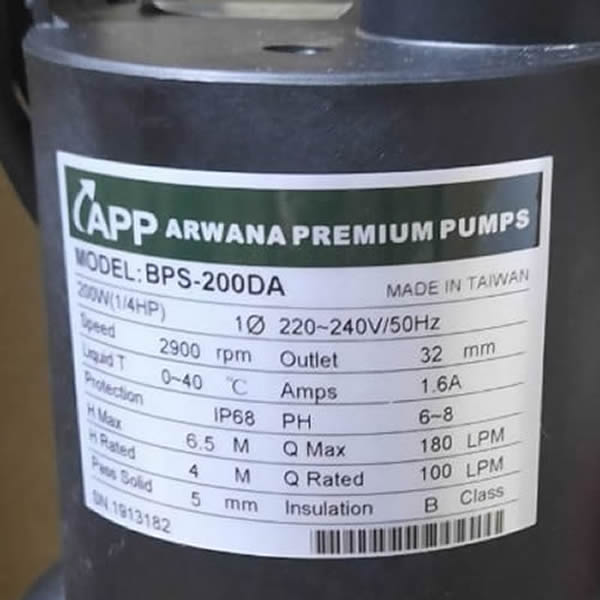 APP ARWANA PREMIUM PUMPS
MODEL: BPS-200DA MADE IN TAIWAN
200W(1/4HP) 1Ø 220~240V/50Hz
Speed 2900 rpm Outlet 32 mm
Liquid T 0~40 ℃ Amps 1.6A
Protection IP68 PH 6~8
H Max 6.5 M Q Max 180 LPM
H Rated 4 M Q Rated 100 LPM
Pass Solid 5 mm Insulation B Class
SN.1913182